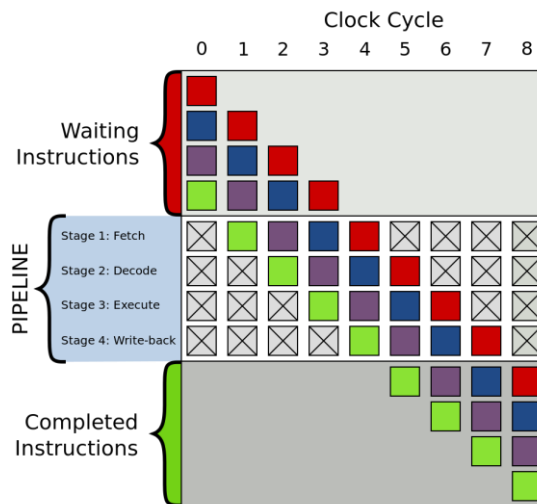 Clock Cycle
0 1 2 3 4 5 6 7 8
Waiting
Instructions
PIPELINE
Stage 1: Fetch
Stage 2: Decode
Stage 3: Execute
Stage 4: Write-back
Completed
Instructions